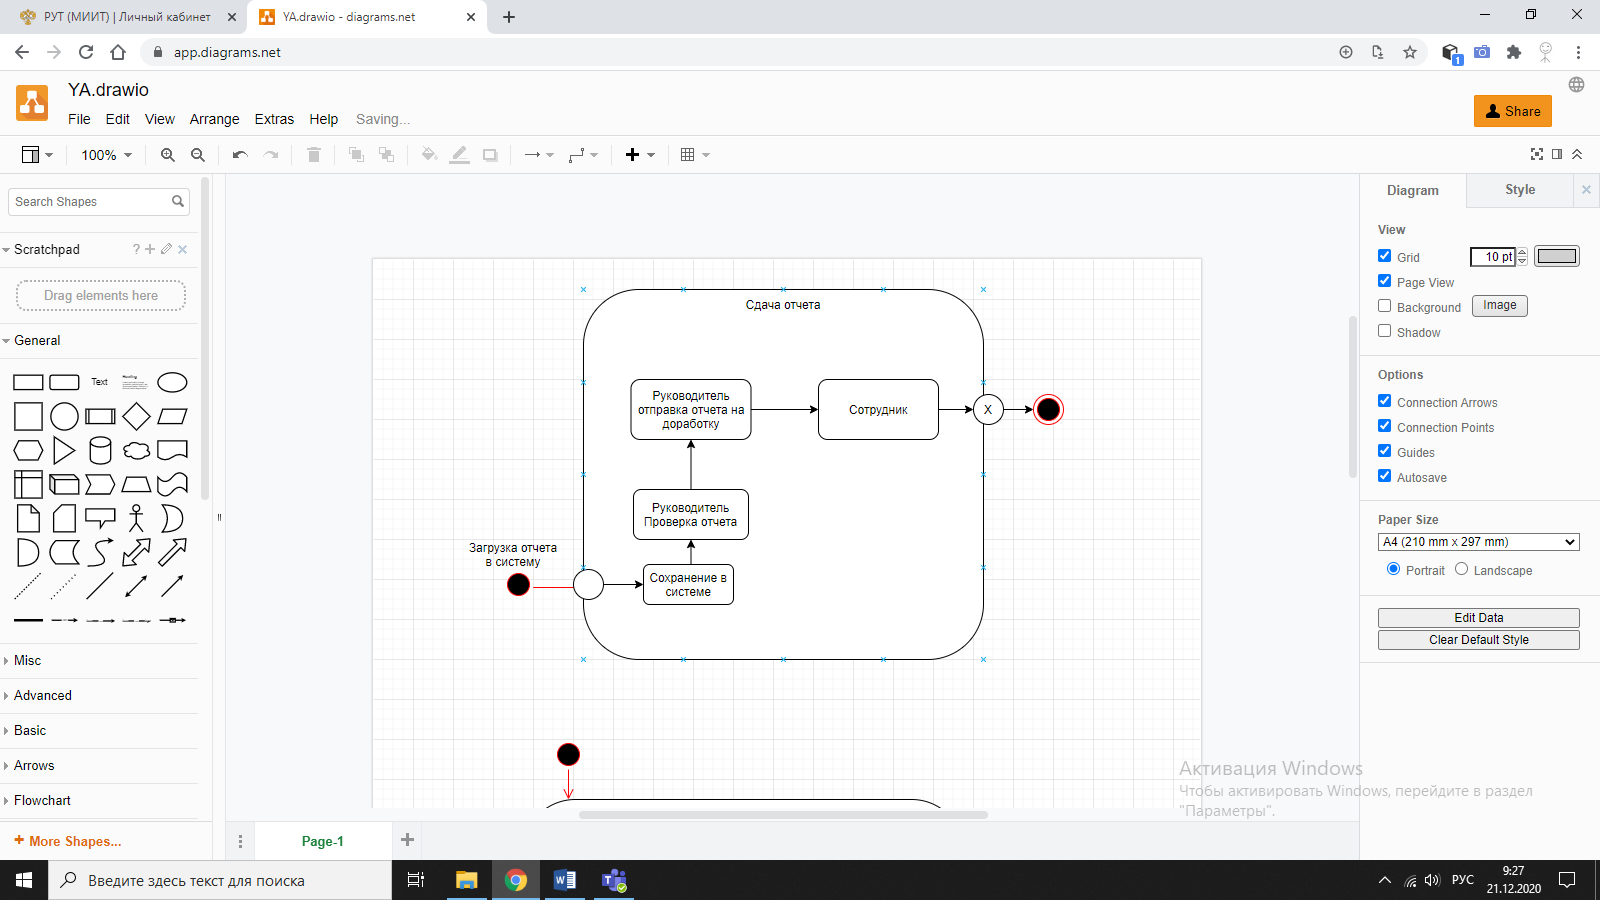 РУТ (МИИТ) | Личный кабинет
YA.drawio - diagrams.net
app.diagrams.net
1
YA.drawio
File Edit View Arrange Extras Help Saving...
Share
100%
Search Shapes
Scratchpad
?
Drag elements here
General
Text
Heading
Misc
Advanced
Basic
Arrows
Flowchart
More Shapes...
Сдача отчета
Руководитель
отправка отчета на
доработку
Сотрудник
X
Руководитель
Проверка отчета
Загрузка отчета
в систему
Сохранение в
системе
Diagram Style
View
Grid 10 pt
Page View
Background Image
Shadow
Options
Connection Arrows
Connection Points
Guides
Autosave
Paper Size
A4 (210 mm x 297 mm)
Portrait Landscape
Edit Data
Clear Default Style
Активация Windows
Чтобы активировать Windows, перейдите в раздел
"Параметры".
Page-1
Введите здесь текст для поиска
РУС
9:27
21.12.2020